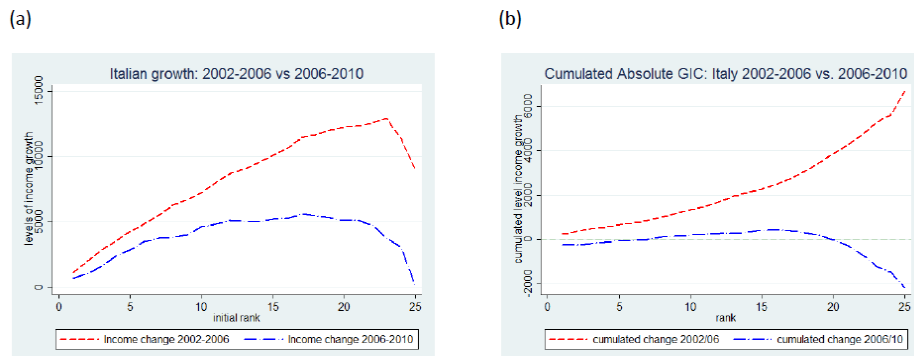 (a)
(b)
Italian growth: 2002-2006 vs 2006-2010
levels of income growth
15000
10000
5000
0
0 5 10 15 20 25
initial rank
Income change 2002-2006 Income change 2006-2010
Cumulated Absolute GIC: Italy 2002-2006 vs. 2006-2010
cumulated level income growth
6000
4000
2000
0
-2000
0 5 10 15 20 25
rank
cumulated change 2002/06 cumulated change 2006/10